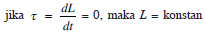 jika τ = dL/dt = 0, maka L = konstan